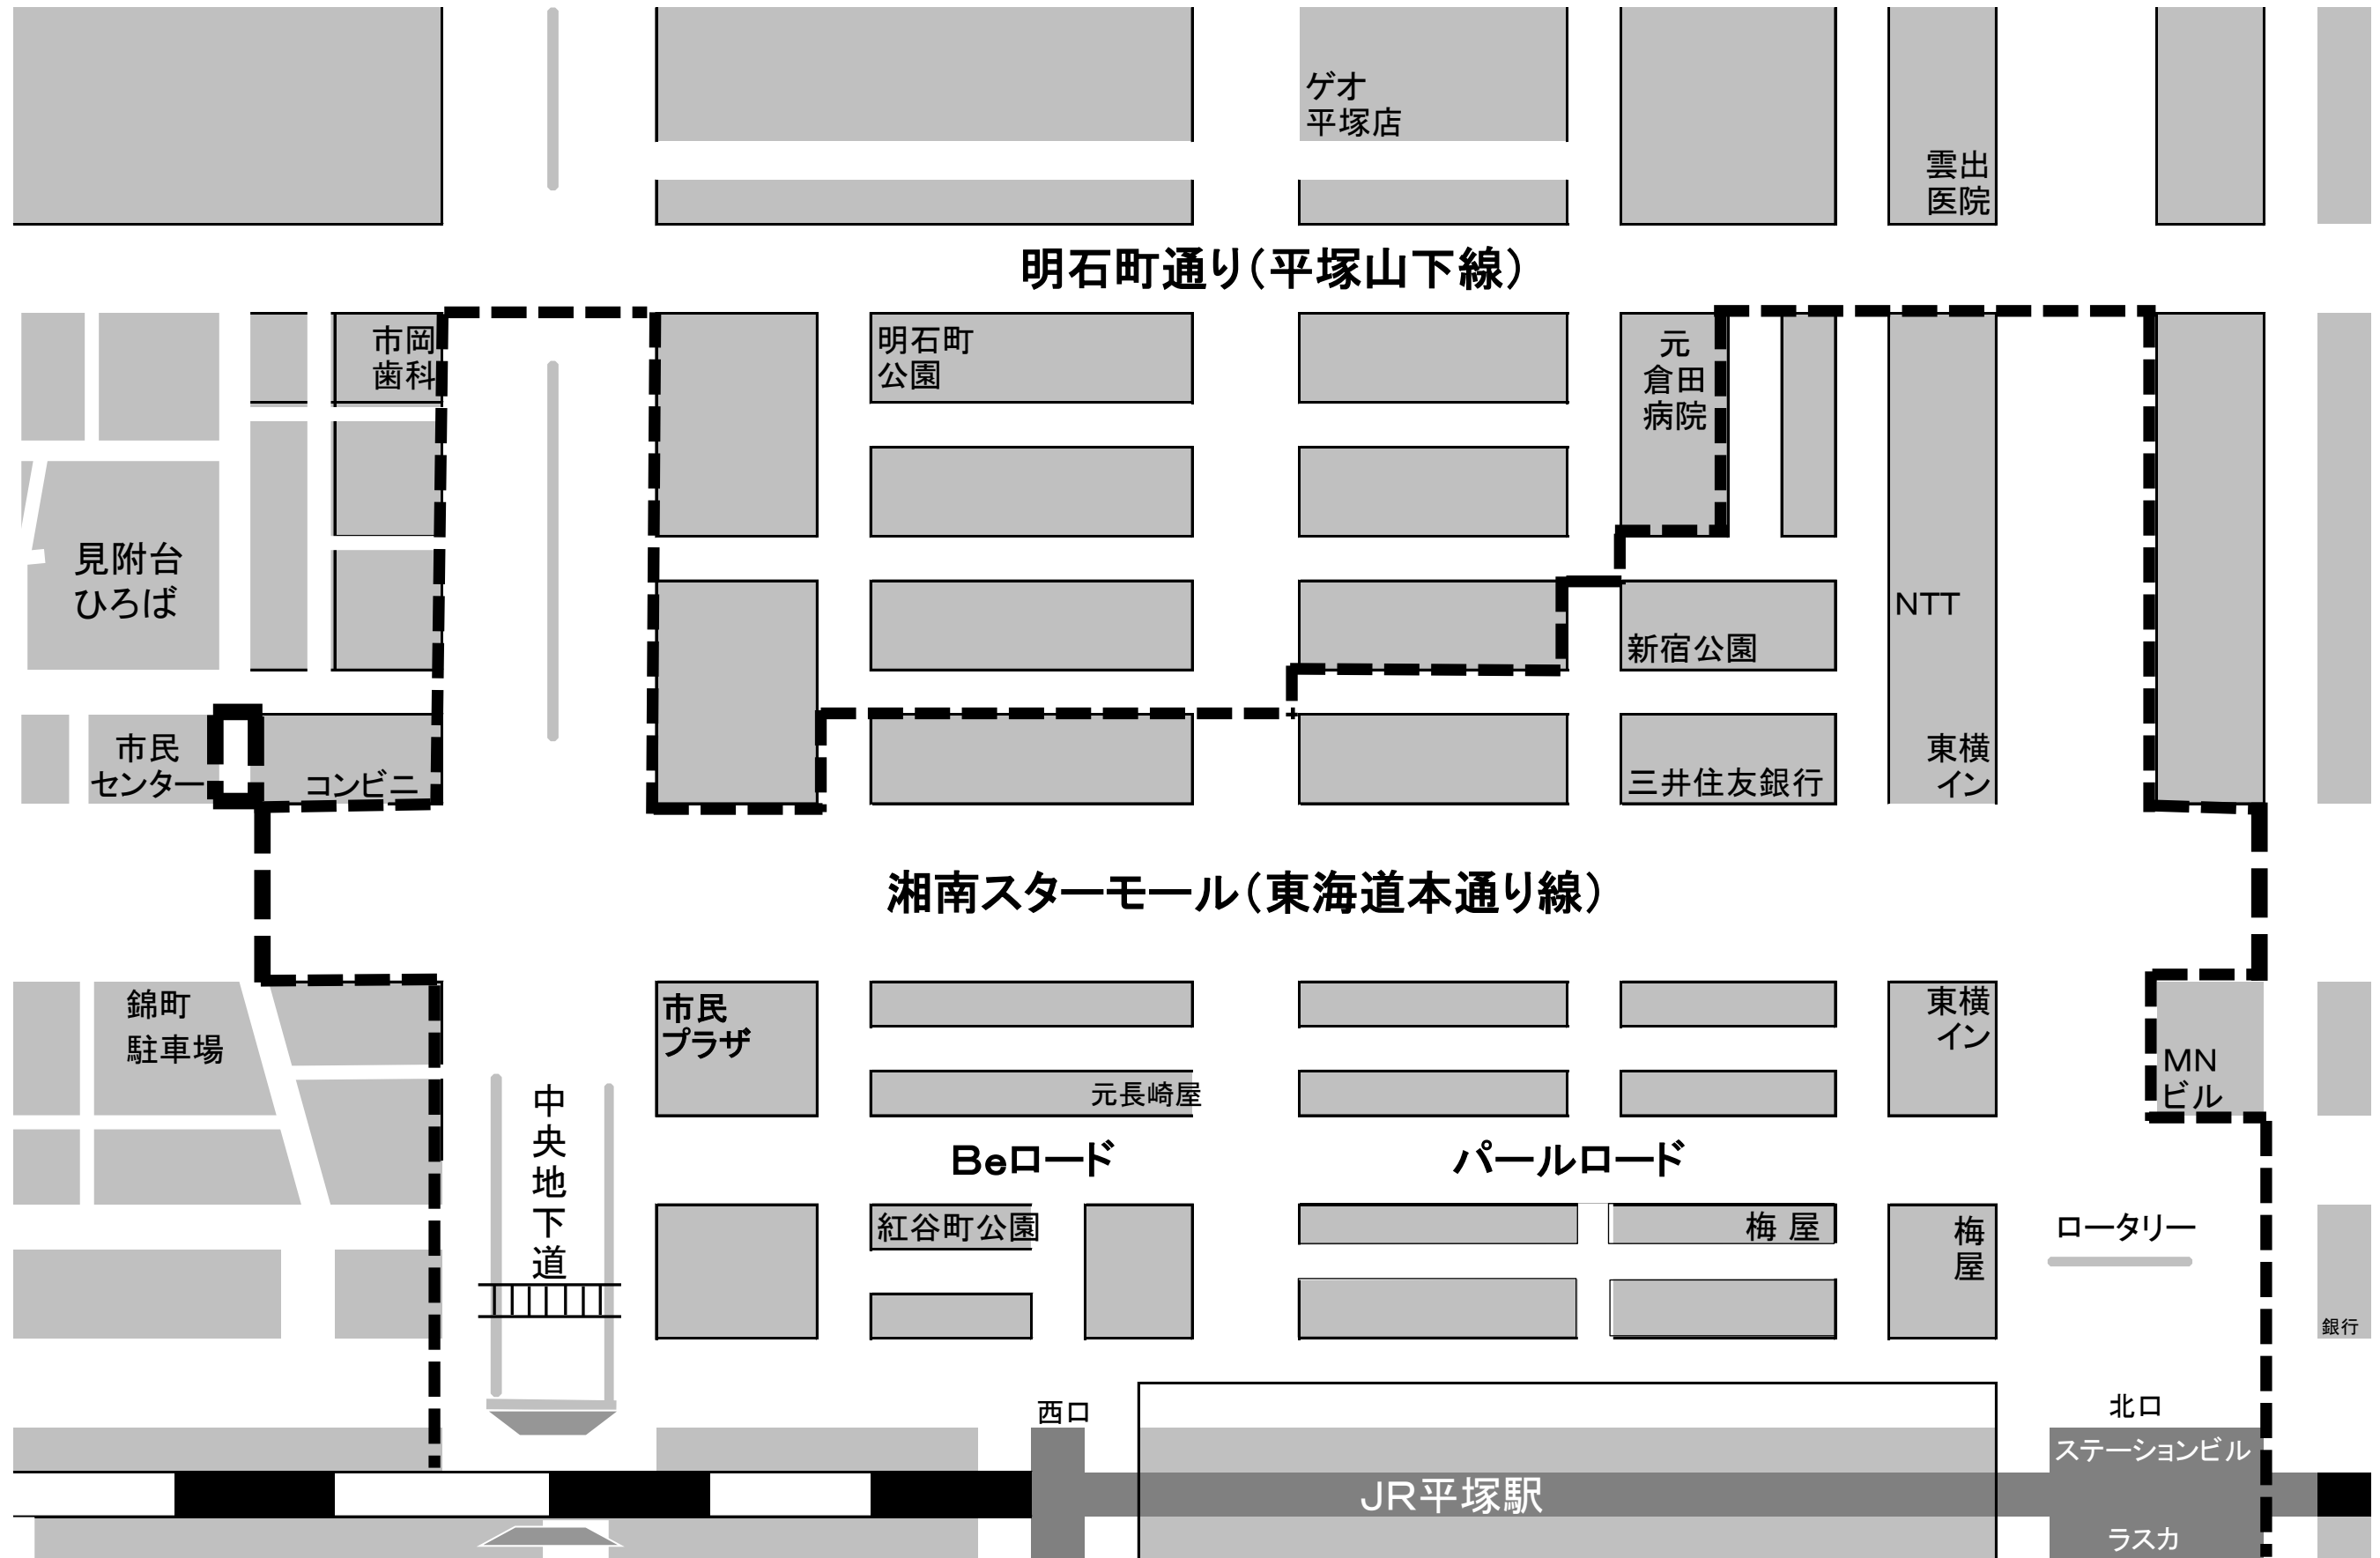 ゲオ
平塚店
雲出
医院
明石町通り（平塚山下線）
市岡
歯科
明石町
公園
元
倉田
病院
見附台
ひろば
NTT
新宿公園
市民
センター
コンビニ
三井住友銀行
東横
イン
湘南スターモール（東海道本通り線）
錦町
駐車場
市民
プラザ
東横
イン
MN
ビル
中央地下道
元長崎屋
Beロード
パールロード
紅谷町公園
梅 屋
梅
屋
ロータリー
銀行
西口
北口
ステーションビル
JR平塚駅
ラスカ